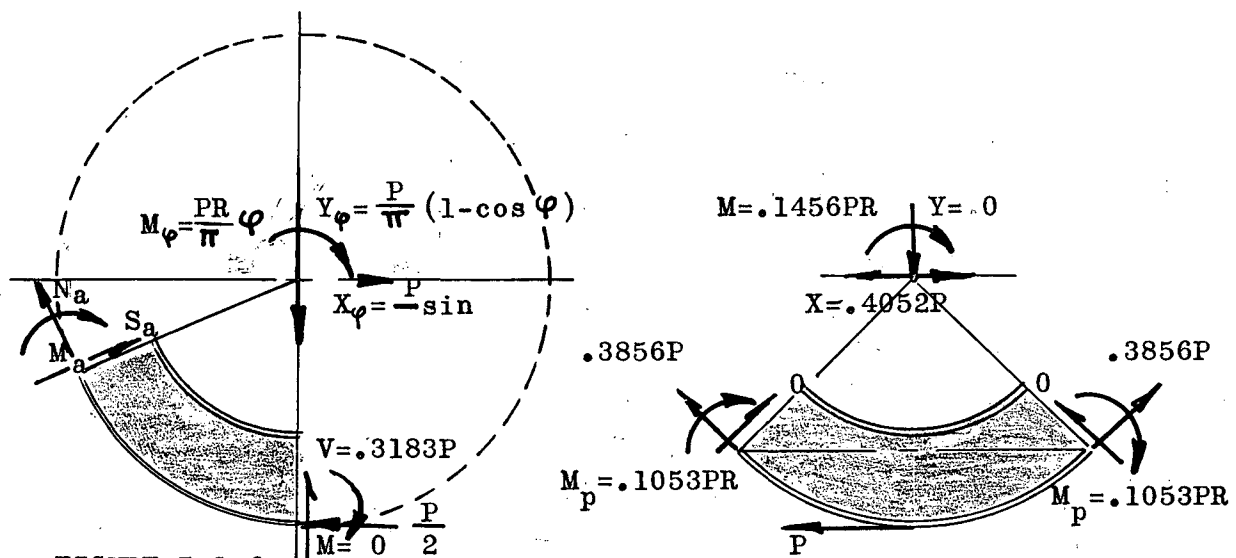 M_φ = PR/π φ
Y_φ = P/π (1-cos φ)
X_φ = P/ sin
N_a
S_a
M_a
V=.3183P
M= 0
P/2
M=.1456PR
Y= 0
X=.4052P
.3856P
.3856P
0
0
M_p=.1053PR
M_p=.1053PR
P